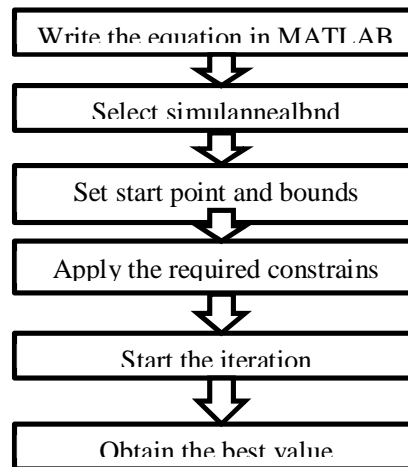 Write the equation in MATLAB
Select simulannealbnd
Set start point and bounds
Apply the required constrains
Start the iteration
Obtain the best value